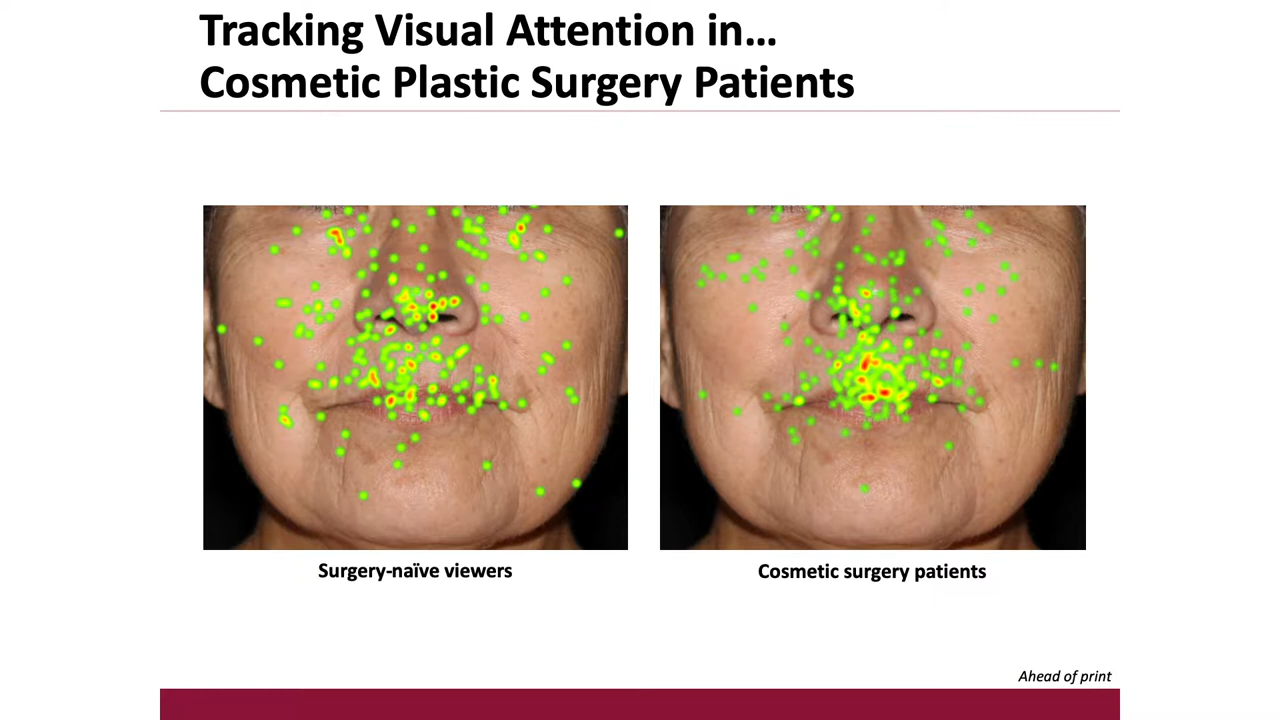 Tracking Visual Attention in…
Cosmetic Plastic Surgery Patients
Surgery-naïve viewers
Cosmetic surgery patients
Ahead of print